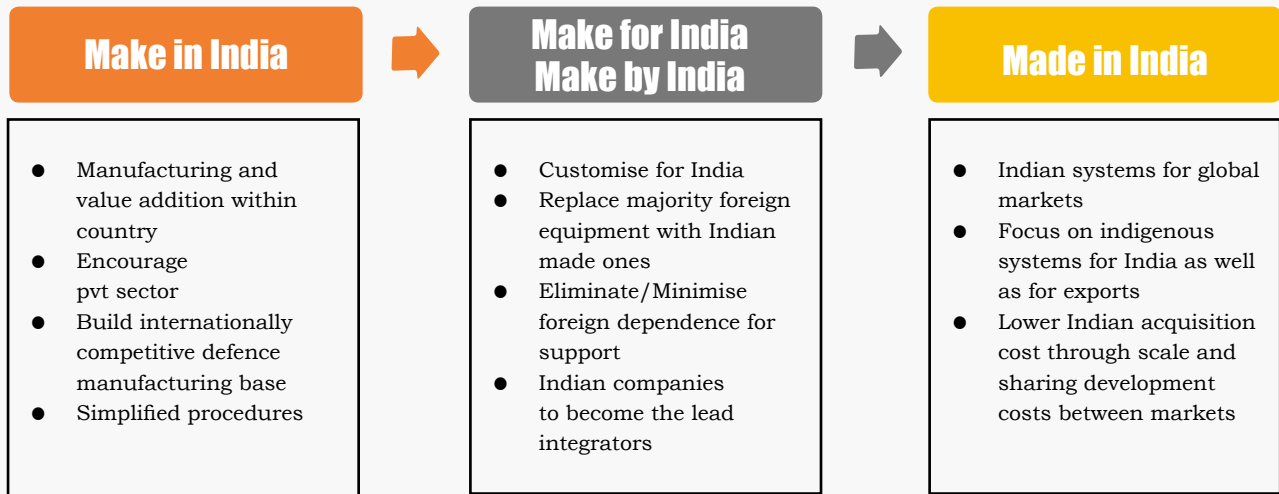 Make in India
Make for India
Make by India
Made in India
● Manufacturing and
value addition within
country
● Encourage
pvt sector
● Build internationally
competitive defence
manufacturing base
● Simplified procedures
● Customise for India
● Replace majority foreign
equipment with Indian
made ones
● Eliminate/Minimise
foreign dependence for
support
● Indian companies
to become the lead
integrators
● Indian systems for global
markets
● Focus on indigenous
systems for India as well
as for exports
● Lower Indian acquisition
cost through scale and
sharing development
costs between markets